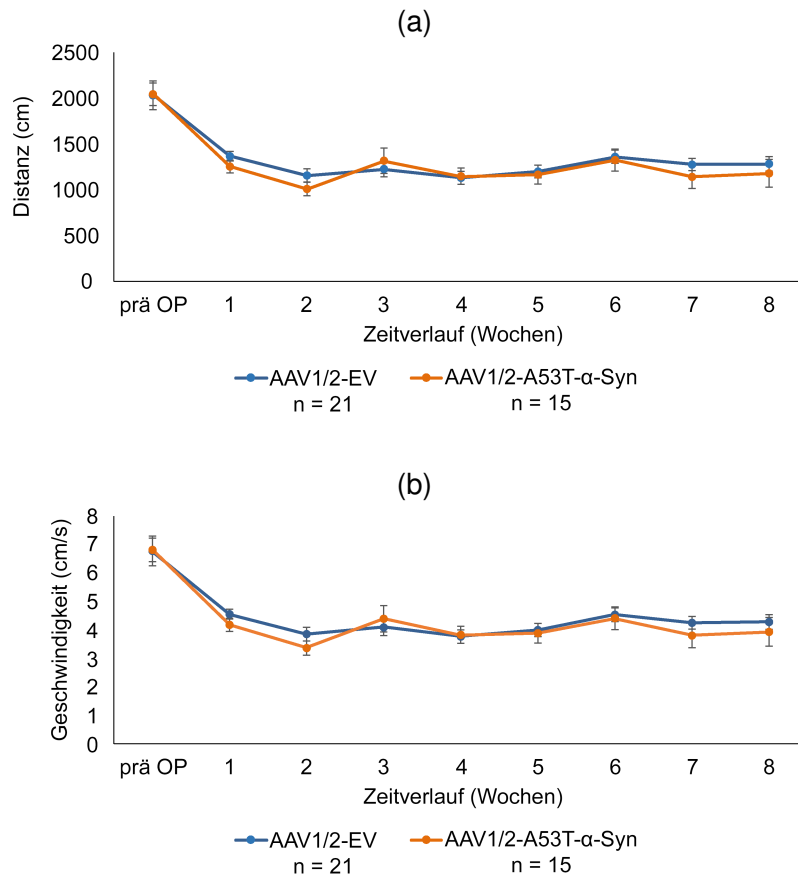 (a)
Distanz (cm)
2500
2000
1500
1000
500
0
prä OP 1 2 3 4 5 6 7 8
Zeitverlauf (Wochen)
AAV1/2-EV AAV1/2-A53T-α-Syn
n = 21 n = 15
(b)
Geschwindigkeit (cm/s)
8
7
6
5
4
3
2
1
0
prä OP 1 2 3 4 5 6 7 8
Zeitverlauf (Wochen)
AAV1/2-EV AAV1/2-A53T-α-Syn
n = 21 n = 15